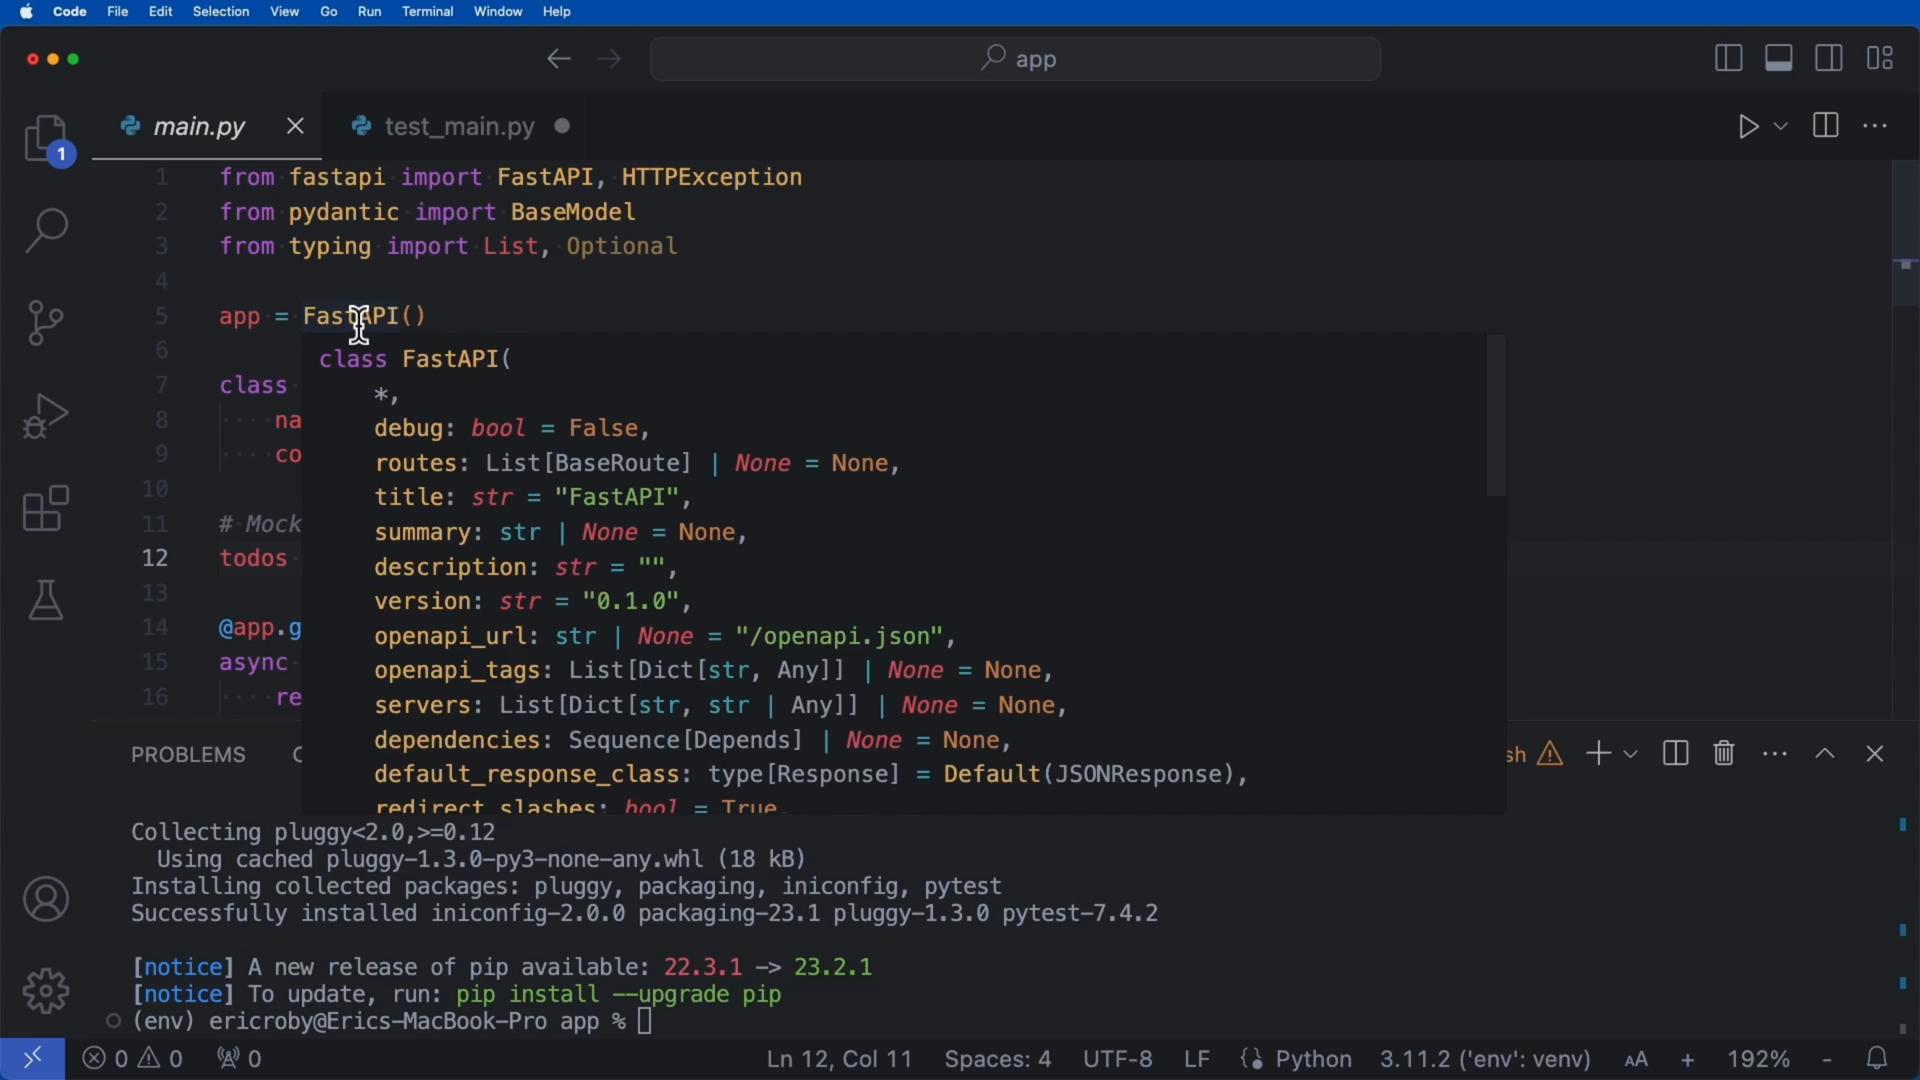 Code File Edit Selection View Go Run Terminal Window Help
app
1
main.py test_main.py
1 from fastapi import FastAPI, HTTPException
2 from pydantic import BaseModel
3 from typing import List, Optional
4
5 app = FastAPI()
6
7 class
8 na
9 co
10
11 # Mock
12 todos
13
14 @app.g
15 async
16 re
class FastAPI(
*,
debug: bool = False,
routes: List[BaseRoute] | None = None,
title: str = "FastAPI",
summary: str | None = None,
description: str = "",
version: str = "0.1.0",
openapi_url: str | None = "/openapi.json",
openapi_tags: List[Dict[str, Any]] | None = None,
servers: List[Dict[str, str | Any]] | None = None,
dependencies: Sequence[Depends] | None = None,
default_response_class: type[Response] = Default(JSONResponse),
redirect_slashes: bool = True,
PROBLEMS
sh
Collecting pluggy<2.0,>=0.12
Using cached pluggy-1.3.0-py3-none-any.whl (18 kB)
Installing collected packages: pluggy, packaging, iniconfig, pytest
Successfully installed iniconfig-2.0.0 packaging-23.1 pluggy-1.3.0 pytest-7.4.2
[notice] A new release of pip available: 22.3.1 -> 23.2.1
[notice] To update, run: pip install --upgrade pip
(env) ericroby@Erics-MacBook-Pro app %
0 0 0 Ln 12, Col 11 Spaces: 4 UTF-8 LF Python 3.11.2 ('env': venv) AA + 192% -